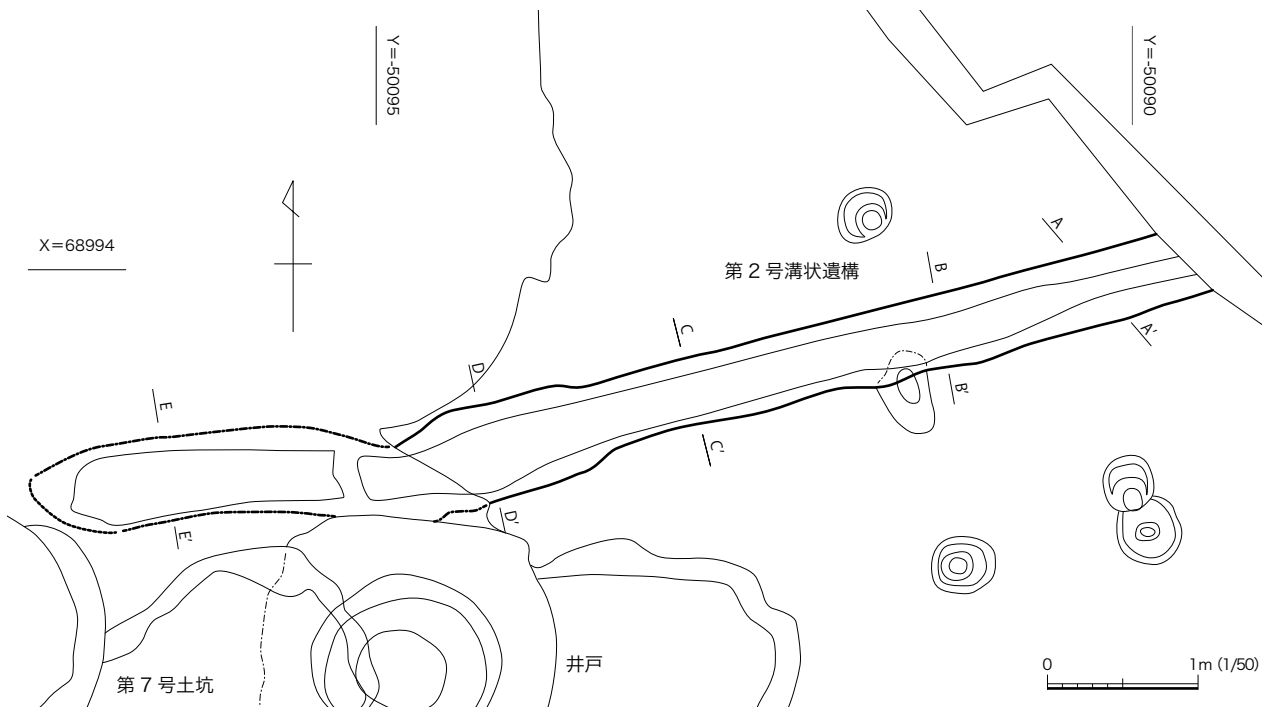 Y＝-50095
Y＝-50090
X＝68994
第２号溝状遺構
A
B
C
D
E
A′
B′
C′
D′
E′
井戸
第７号土坑
0 1m (1/50)